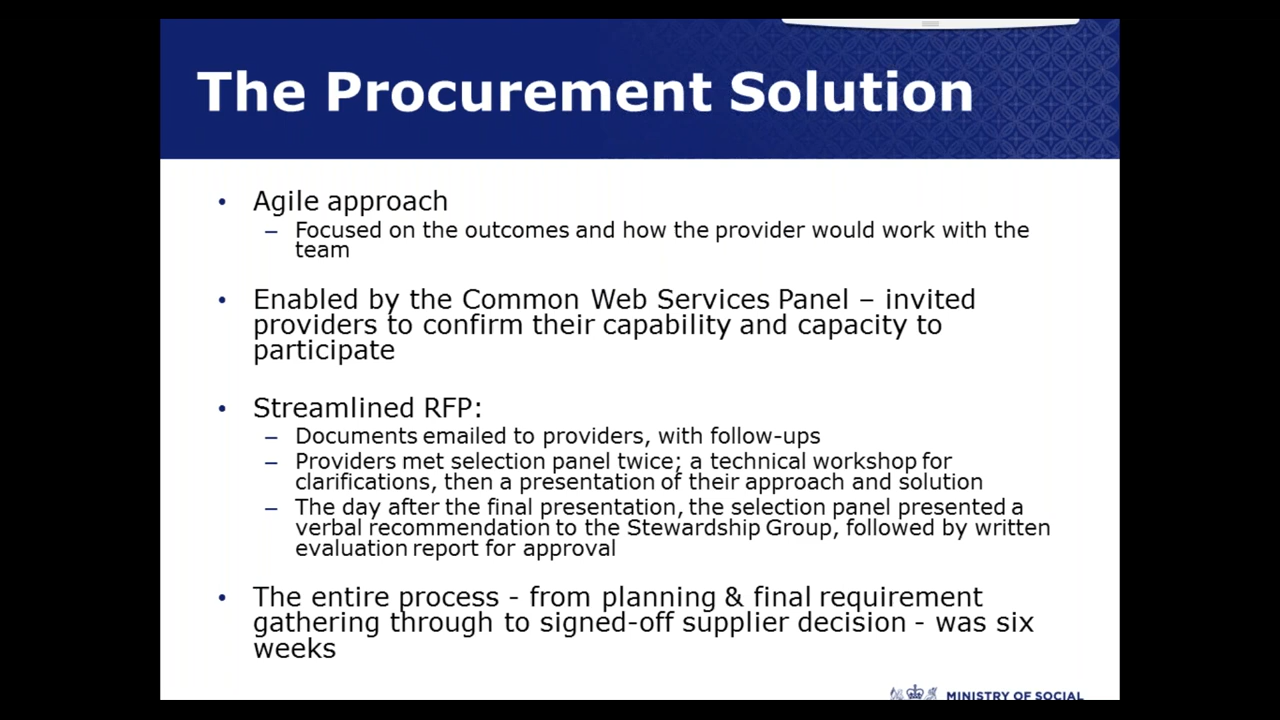 The Procurement Solution
• Agile approach
– Focused on the outcomes and how the provider would work with the
team
• Enabled by the Common Web Services Panel – invited
providers to confirm their capability and capacity to
participate
• Streamlined RFP:
– Documents emailed to providers, with follow-ups
– Providers met selection panel twice; a technical workshop for
clarifications, then a presentation of their approach and solution
– The day after the final presentation, the selection panel presented a
verbal recommendation to the Stewardship Group, followed by written
evaluation report for approval
• The entire process - from planning & final requirement
gathering through to signed-off supplier decision - was six
weeks
MINISTRY OF SOCIAL